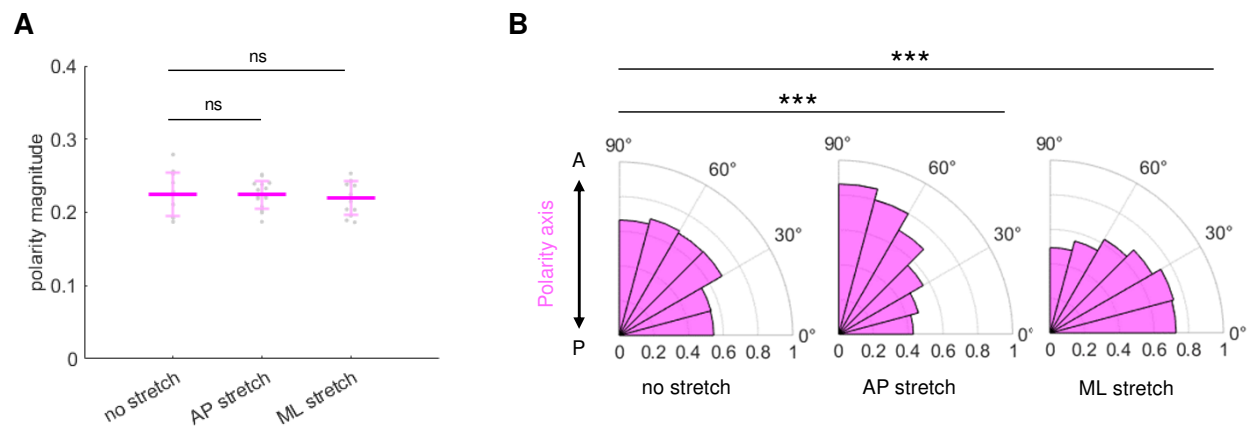 A
B
ns
ns
0.4
0.3
0.2
0.1
0
polarity magnitude
no stretch
AP stretch
ML stretch
***
***
A
Polarity axis
P
90°
60°
30°
0°
0 0.2 0.4 0.6 0.8 1
no stretch
90°
60°
30°
0°
0 0.2 0.4 0.6 0.8 1
AP stretch
90°
60°
30°
0°
0 0.2 0.4 0.6 0.8 1
ML stretch